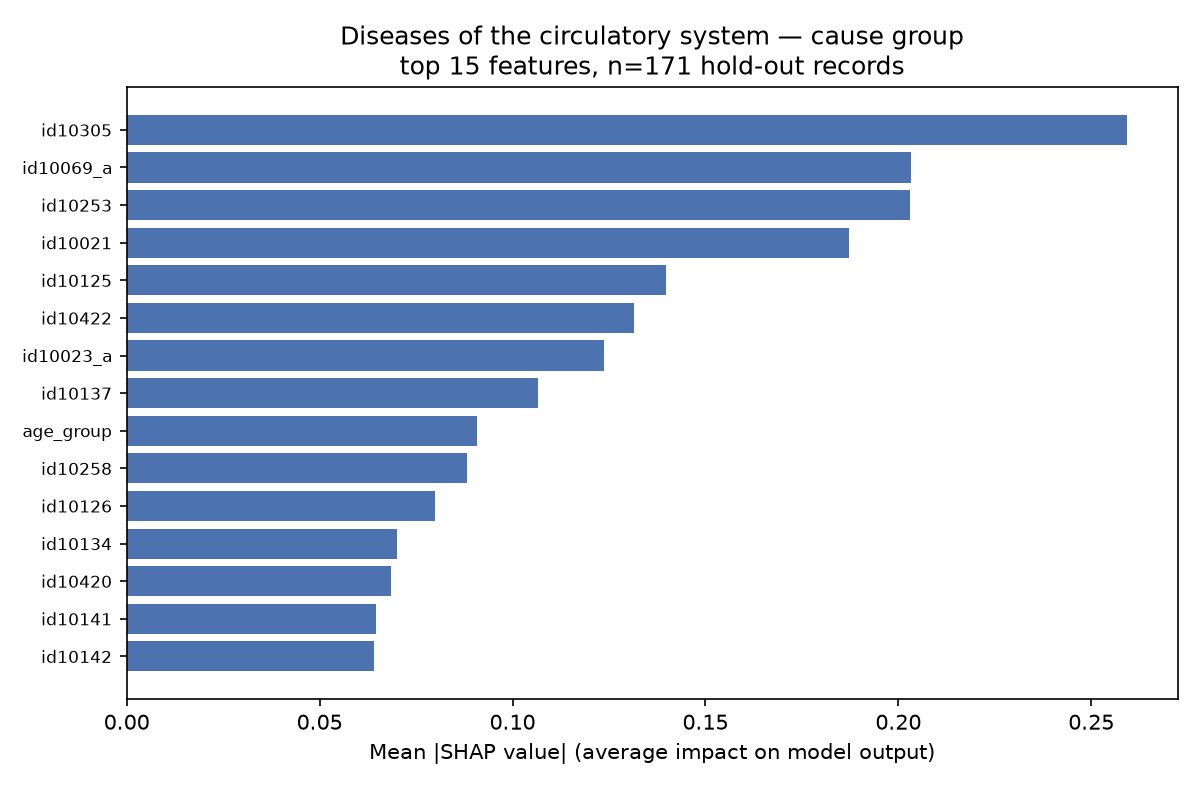 Diseases of the circulatory system — cause group
top 15 features, n=171 hold-out records
id10305
id10069_a
id10253
id10021
id10125
id10422
id10023_a
id10137
age_group
id10258
id10126
id10134
id10420
id10141
id10142
0.00 0.05 0.10 0.15 0.20 0.25
Mean |SHAP value| (average impact on model output)